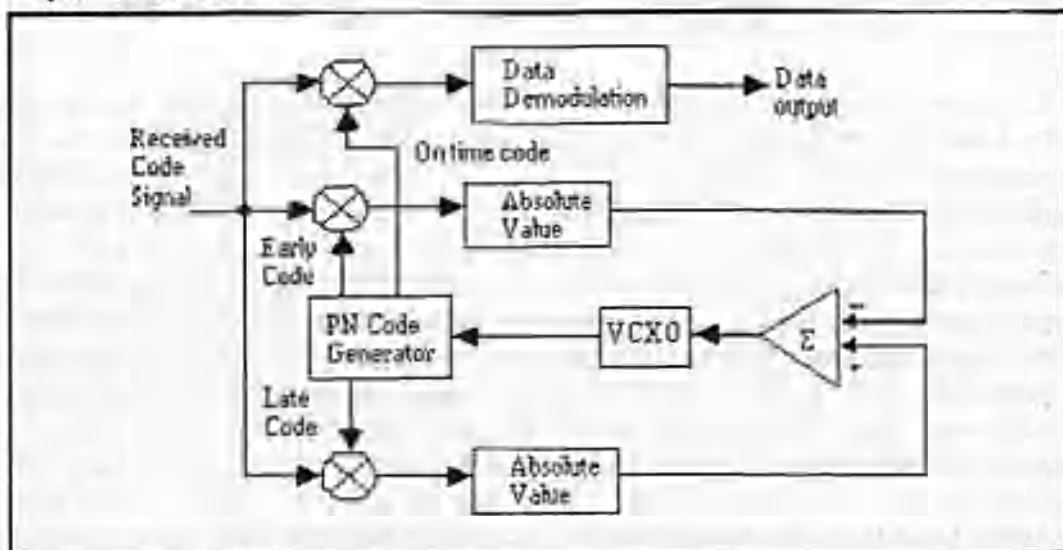 Data
Demodulation
Data
output
Received
Code
Signal
On time code
Absolute
Value
Early
Code
PN Code
Generator
VCXO
Σ
−
+
Late
Code
Absolute
Value